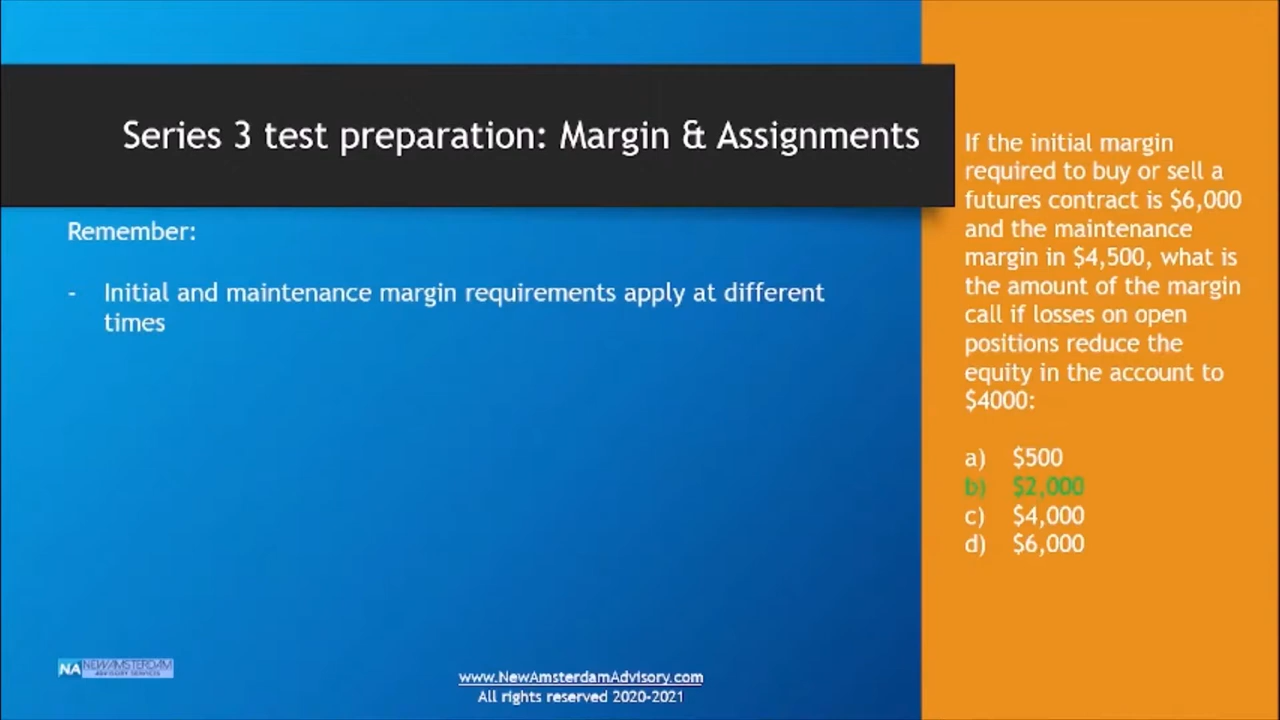 Series 3 test preparation: Margin & Assignments
Remember:
- Initial and maintenance margin requirements apply at different
times
If the initial margin
required to buy or sell a
futures contract is $6,000
and the maintenance
margin in $4,500, what is
the amount of the margin
call if losses on open
positions reduce the
equity in the account to
$4000:
a) $500
b) $2,000
c) $4,000
d) $6,000
NA NEW AMSTERDAM
ADVISORY SERVICES
www.NewAmsterdamAdvisory.com
All rights reserved 2020-2021